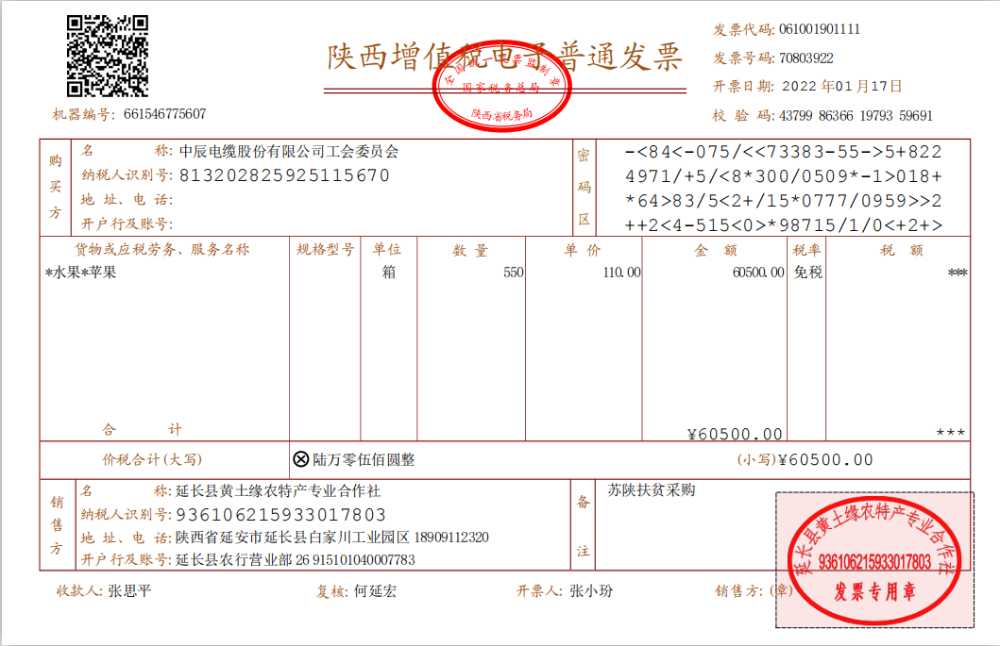 陕西增值税电子普通发票
全国统一发票监制章
国家税务总局
陕西省税务局
发票代码: 061001901111
发票号码: 70803922
开票日期: 2022 年01月17日
机器编号: 661546775607
校 验 码: 43799 86366 19793 59691
购买方
名 称: 中辰电缆股份有限公司工会委员会
纳税人识别号: 813202825925115670
地 址、电 话:
开户行及账号:
密码区
-<84<-075/<<73383-55->5+822
4971/+5/<8*300/0509*-1>018+
*64>83/5<2+/15*0777/0959>>2
++2<4-515<0>*98715/1/0<+2+>
货物或应税劳务、服务名称 规格型号 单位 数 量 单 价 金 额 税率 税 额
*水果*苹果 箱 550 110.00 60500.00 免税 ***
合 计 ¥60500.00 ***
价税合计(大写) ⊗陆万零伍佰圆整 (小写)¥60500.00
销售方
名 称: 延长县黄土缘农特产专业合作社
纳税人识别号: 936106215933017803
地 址、电 话: 陕西省延安市延长县白家川工业园区 18909112320
开户行及账号: 延长县农行营业部 26 915101040007783
备注
苏陕扶贫采购
延长县黄土缘农特产专业合作社
936106215933017803
发票专用章
收款人: 张思平 复核: 何延宏 开票人: 张小玢 销售方: (章)